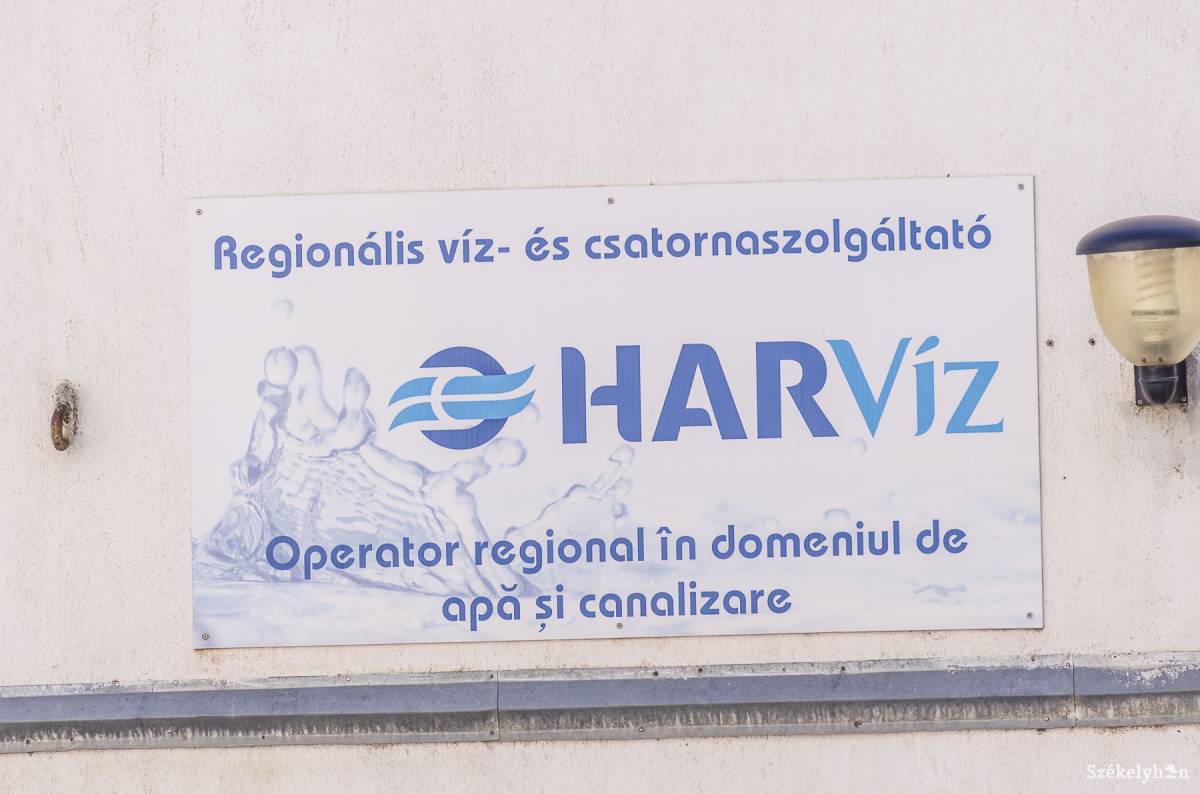 Regionális víz- és csatornaszolgáltató
HARVíz
Operator regional în domeniul de
apă și canalizare
Székelyhon